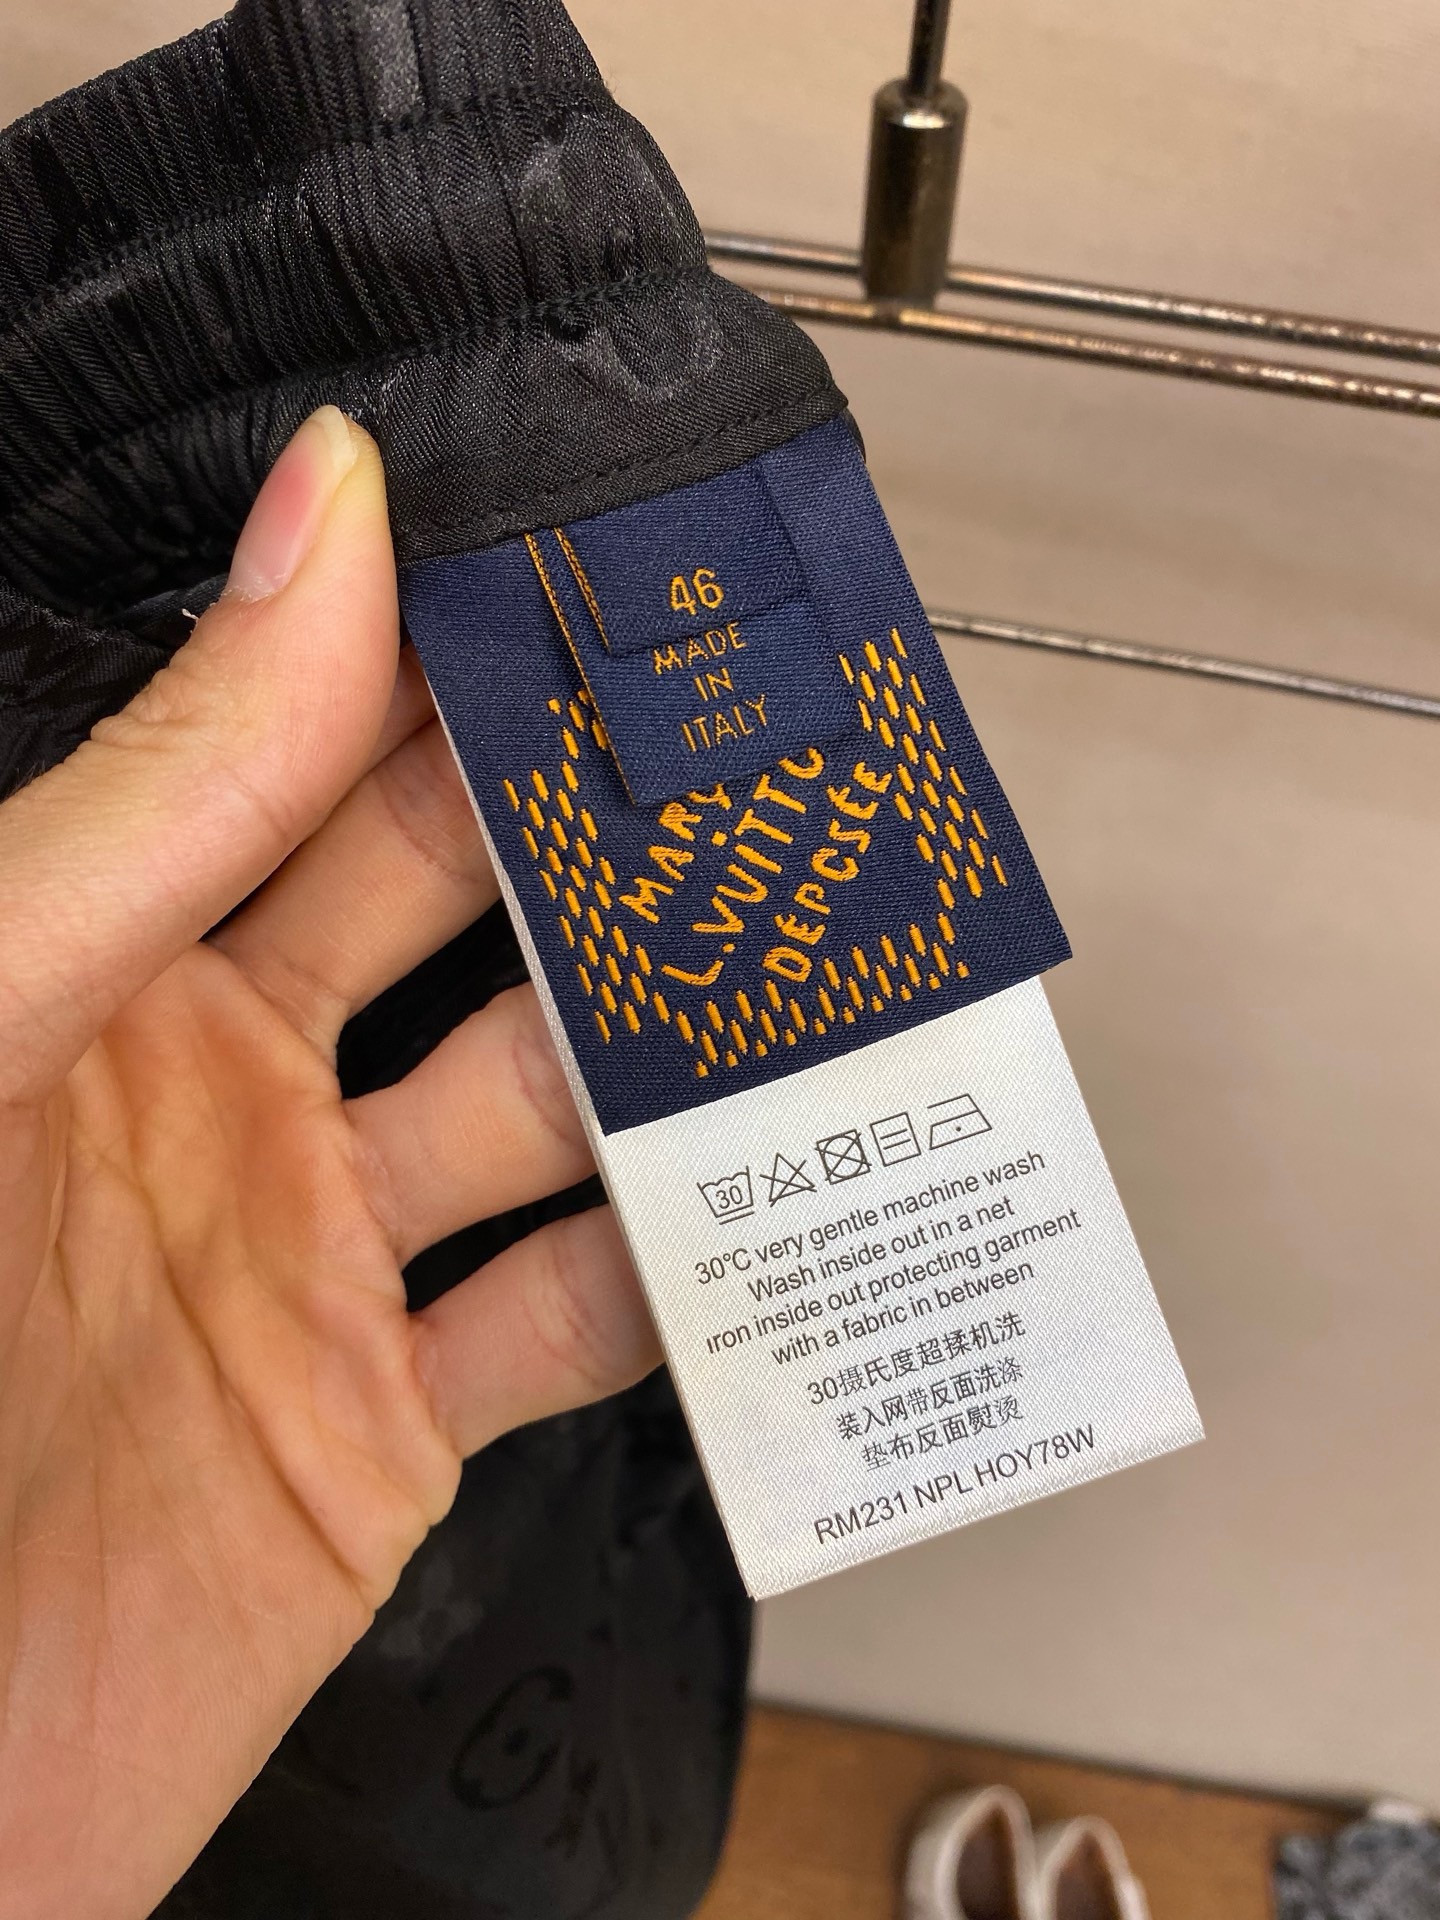 46
MADE
IN
ITALY
L.VUITTO
DEPOSEE
30
30°C very gentle machine wash
Wash inside out in a net
Iron inside out protecting garment
with a fabric in between
30摄氏度超揉机洗
装入网带反面洗涤
垫布反面熨烫
RM231 NPL HOY78W